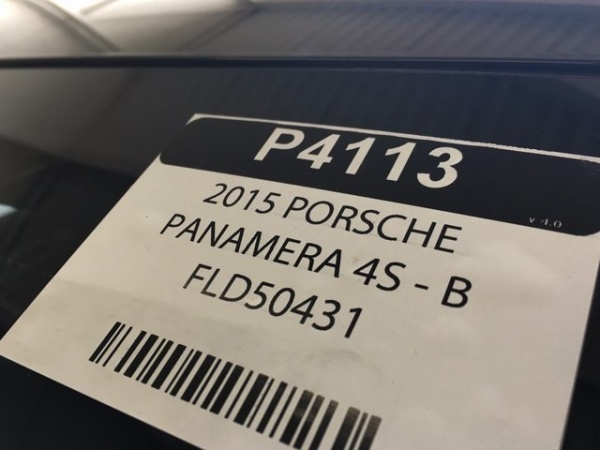 P4113
v 4.0
2015 PORSCHE
PANAMERA 4S - B
FLD50431